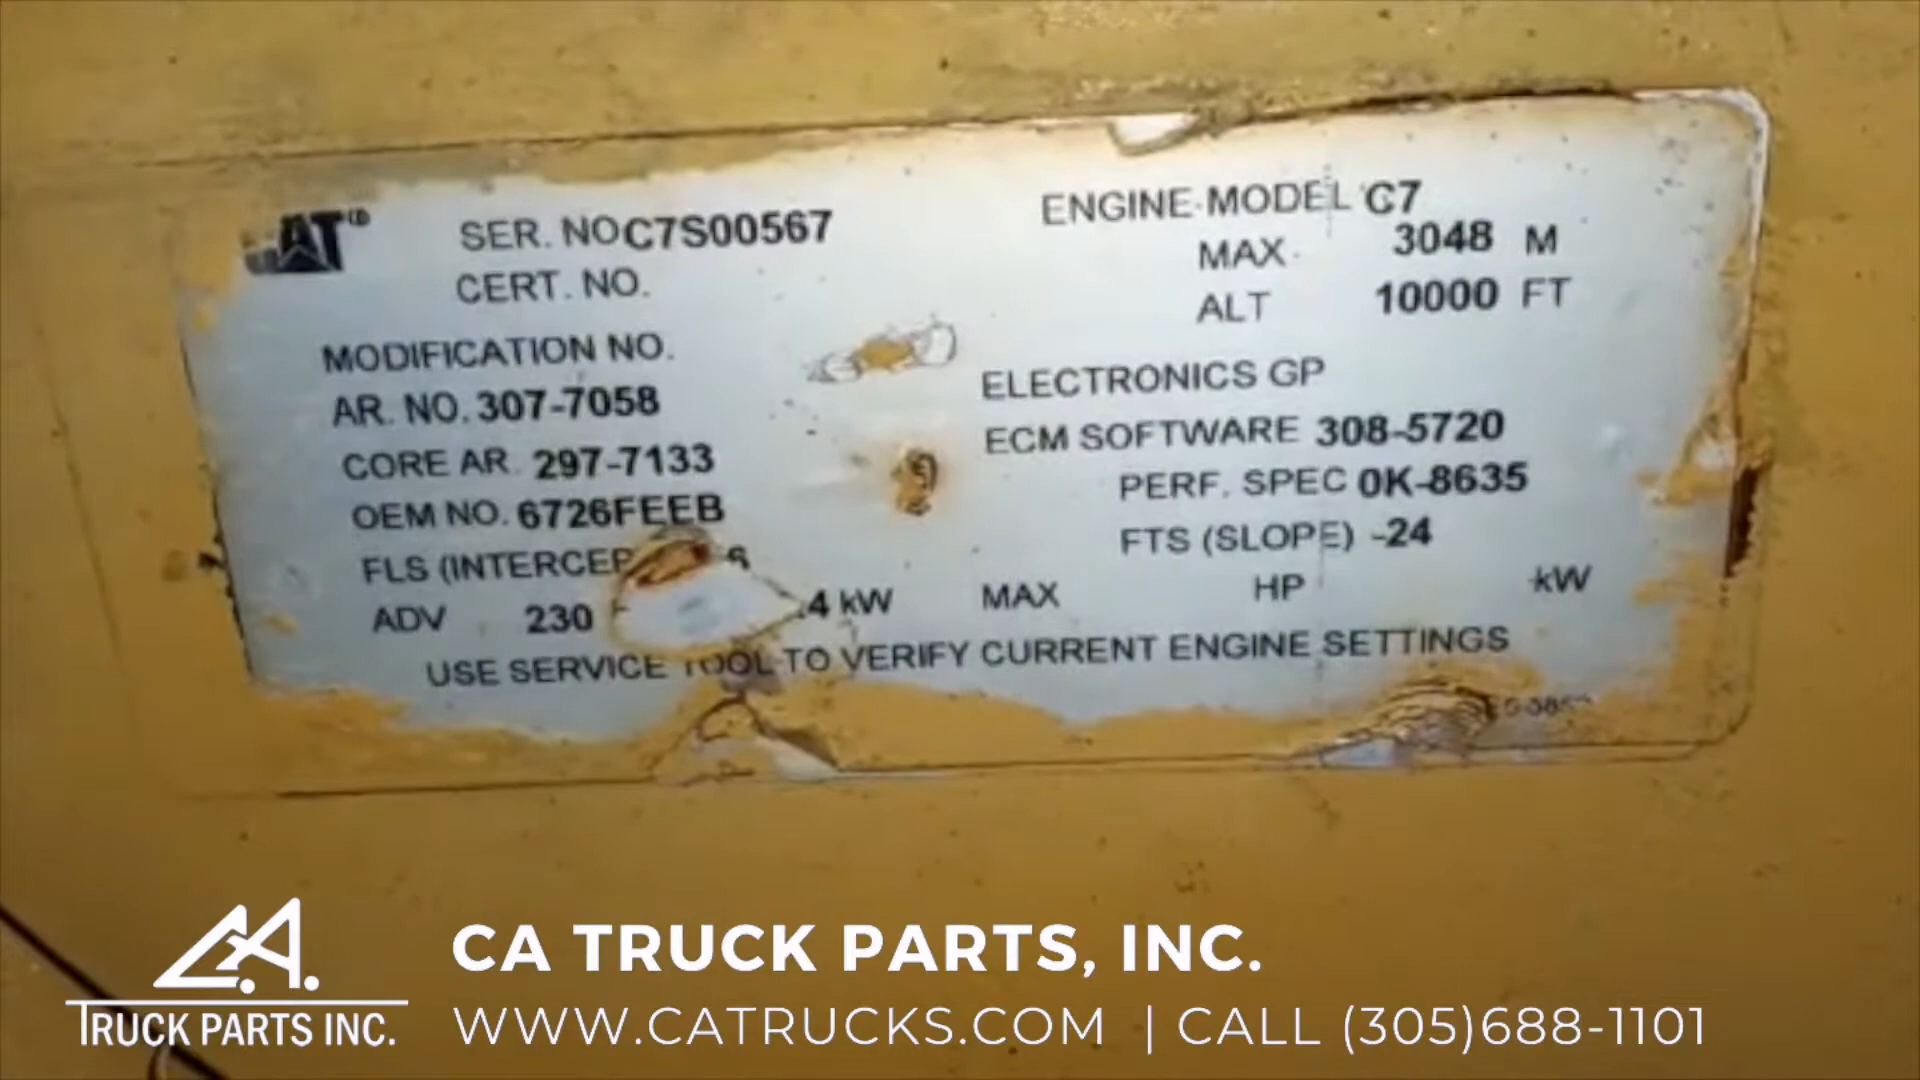 CAT® SER. NO C7S00567 ENGINE MODEL C7
CERT. NO. MAX 3048 M
ALT 10000 FT
MODIFICATION NO.
AR. NO. 307-7058 ELECTRONICS GP
CORE AR. 297-7133 ECM SOFTWARE 308-5720
OEM NO. 6726FEEB PERF. SPEC 0K-8635
FLS (INTERCEP 6 FTS (SLOPE) -24
ADV 230 .4 kW MAX HP kW
USE SERVICE TOOL TO VERIFY CURRENT ENGINE SETTINGS
C.A.
TRUCK PARTS INC.
CA TRUCK PARTS, INC.
WWW.CATRUCKS.COM | CALL (305)688-1101